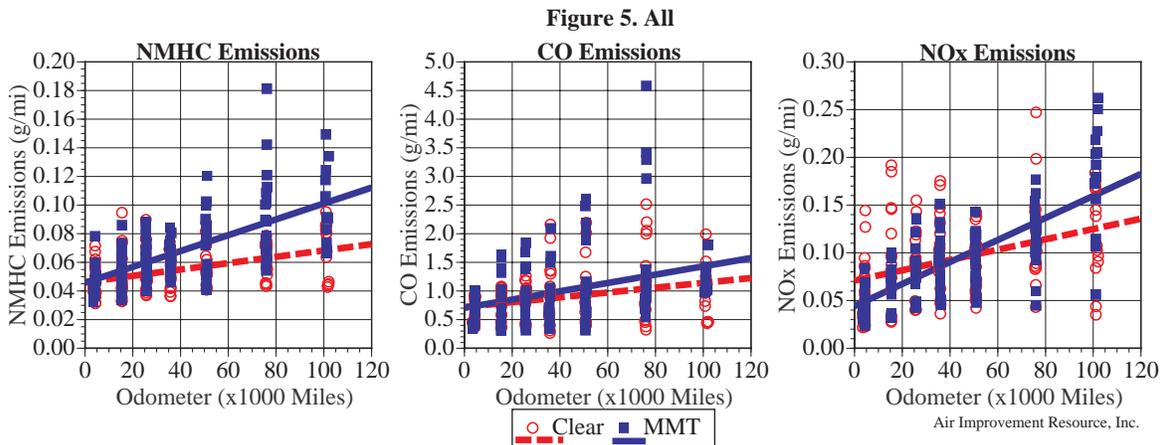 Figure 5. All
NMHC Emissions
NMHC Emissions (g/mi)
0.20
0.18
0.16
0.14
0.12
0.10
0.08
0.06
0.04
0.02
0.00
0 20 40 60 80 100 120
Odometer (x1000 Miles)
CO Emissions
CO Emissions (g/mi)
5.0
4.5
4.0
3.5
3.0
2.5
2.0
1.5
1.0
0.5
0.0
0 20 40 60 80 100 120
Odometer (x1000 Miles)
NOx Emissions
NOx Emissions (g/mi)
0.30
0.25
0.20
0.15
0.10
0.05
0.00
0 20 40 60 80 100 120
Odometer (x1000 Miles)
Clear MMT
Air Improvement Resource, Inc.